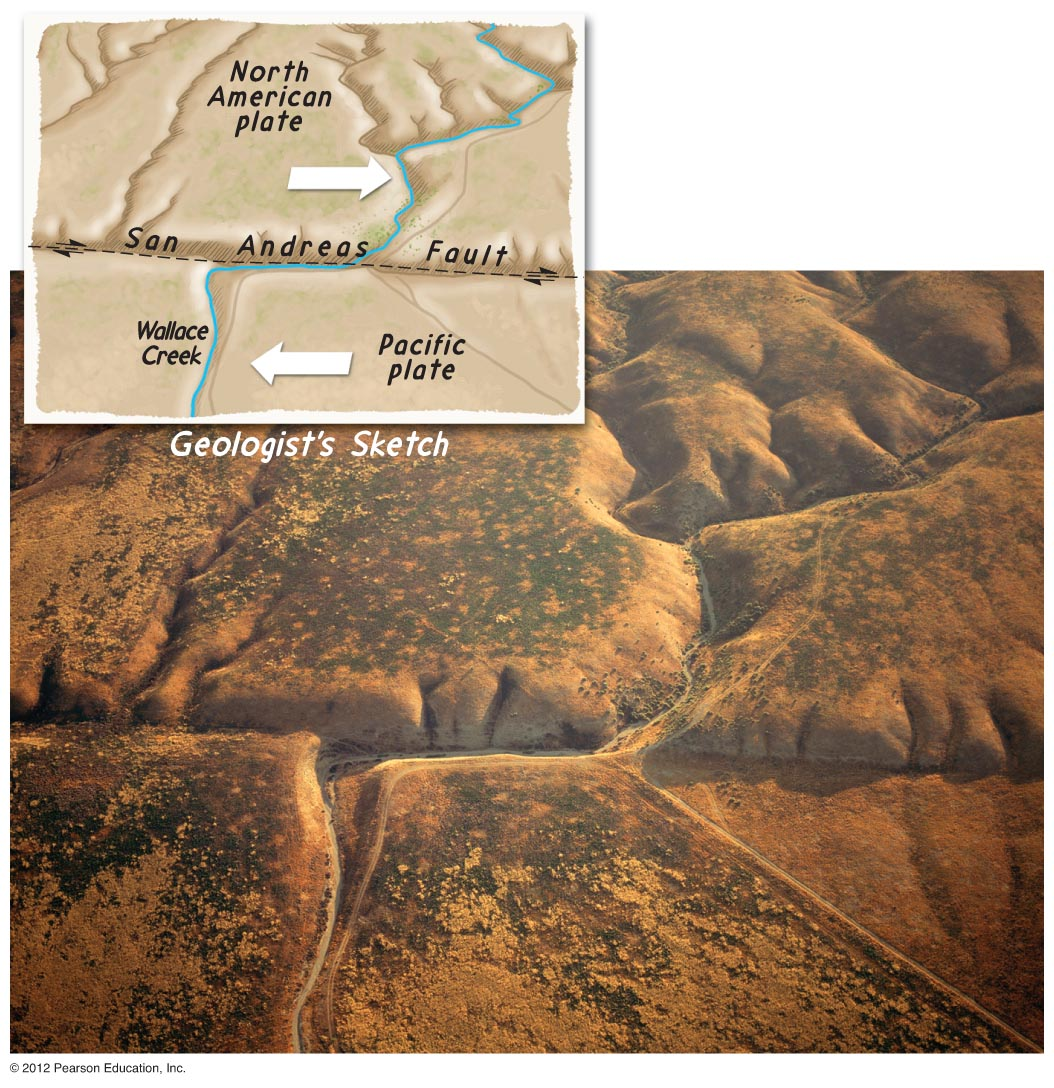 North
American
plate
San Andreas Fault
Wallace
Creek
Pacific
plate
Geologist's Sketch
© 2012 Pearson Education, Inc.